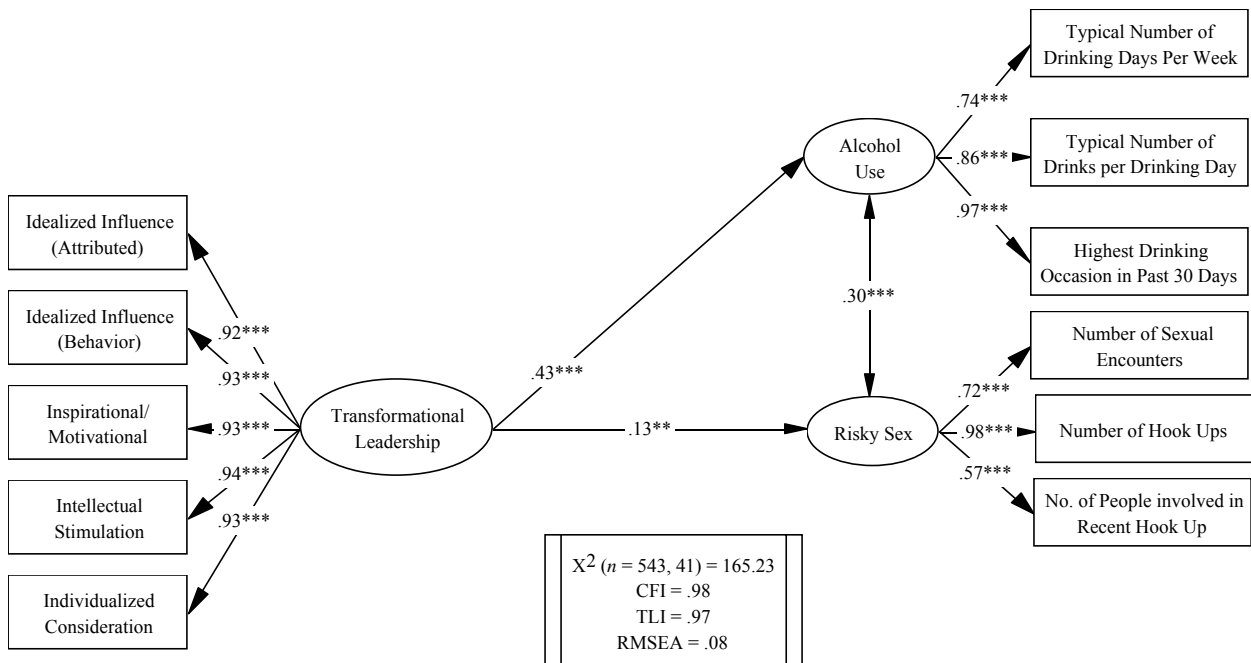 Typical Number of
Drinking Days Per Week
.74***
Alcohol
Use
.86***
Typical Number of
Drinks per Drinking Day
.97***
Highest Drinking
Occasion in Past 30 Days
Idealized Influence
(Attributed)
.92***
Idealized Influence
(Behavior)
.93***
Inspirational/
Motivational
.93***
Intellectual
Stimulation
.94***
Individualized
Consideration
.93***
Transformational
Leadership
.43***
.13**
.30***
Risky Sex
Number of Sexual
Encounters
.72***
Number of Hook Ups
.98***
No. of People involved in
Recent Hook Up
.57***
X2 (n = 543, 41) = 165.23
CFI = .98
TLI = .97
RMSEA = .08